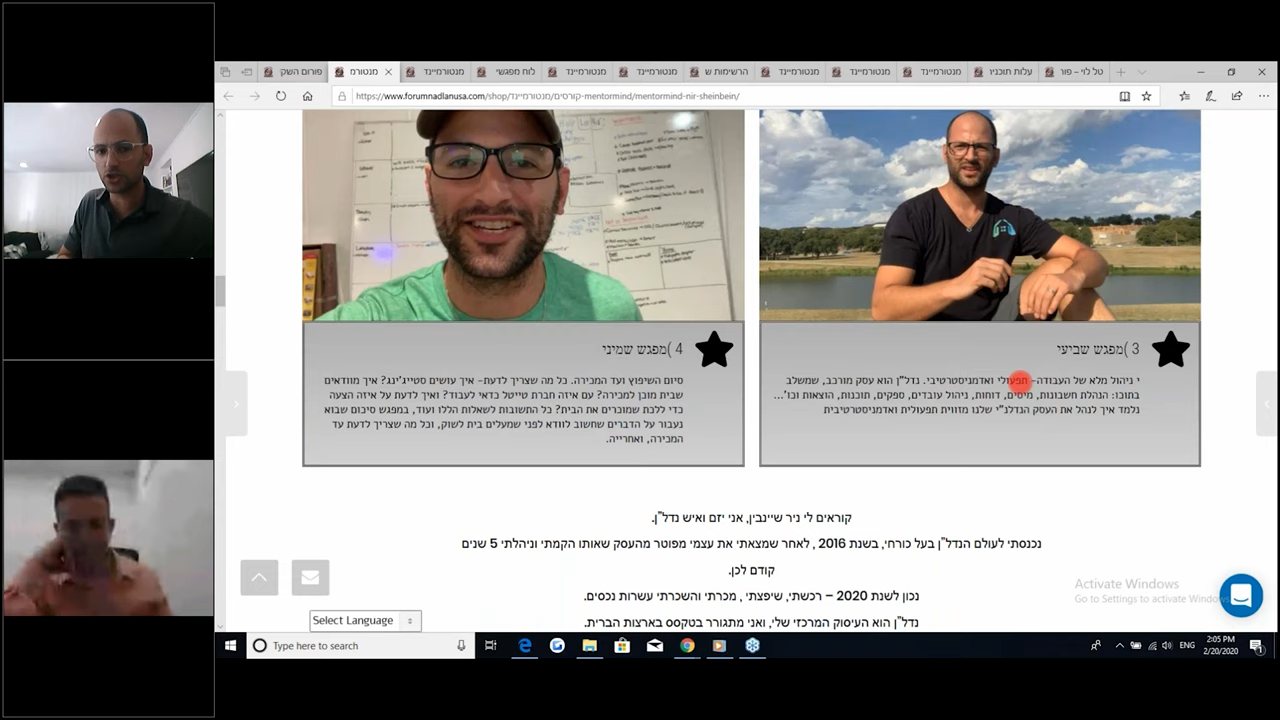 פורום השק
מנטורמ
מנטורמיינד
לוח מפגשי
מנטורמיינד
מנטורמיינד
הרשימות ש
מנטורמיינד
מנטורמיינד
מנטורמיינד
עלות תוכניו
טל לוי – פור
https://www.forumnadlanusa.com/shop/מנטורמיינד/קורסים-mentormind/mentormind-nir-sheinbein/
3 )מפגש שביעי
י ניהול מלא של העבודה- תפעולי ואדמניסטרטיבי. נדל"ן הוא עסק מורכב, שמשלב
בתוכו: הנהלת חשבונות, מיסים, דוחות, ניהול עובדים, ספקים, תוכנות, הוצאות וכו'...
נלמד איך לנהל את העסק הנדלנ"י שלנו מזווית תפעולית ואדמניסטרטיבית
4 )מפגש שמיני
סיום השיפוץ ועד המכירה. כל מה שצריך לדעת- איך עושים סטייג'ינג? איך מוודאים
שבית מוכן למכירה? עם איזה חברת טייטל כדאי לעבוד? ואיך לדעת על איזה הצעה
כדי ללכת שמוכרים את הבית? כל התשובות לשאלות הללו ועוד, במפגש סיכום שבוא
נעבור על הדברים שחשוב לוודא לפני שמעלים בית לשוק, וכל מה שצריך לדעת עד
המכירה, ואחרייה.
קוראים לי ניר שיינבין, אני יזם ואיש נדל"ן.
נכנסתי לעולם הנדל"ן בעל כורחי, בשנת 2016 , לאחר שמצאתי את עצמי מפוטר מהעסק שאותו הקמתי וניהלתי 5 שנים
קודם לכן.
נכון לשנת 2020 – רכשתי, שיפצתי , מכרתי והשכרתי עשרות נכסים.
נדל"ן הוא העיסוק המרכזי שלי, ואני מתגורר בטקסס בארצות הברית.
Select Language
Activate Windows
Go to Settings to activate Windows
Type here to search
ENG
2:05 PM
2/20/2020